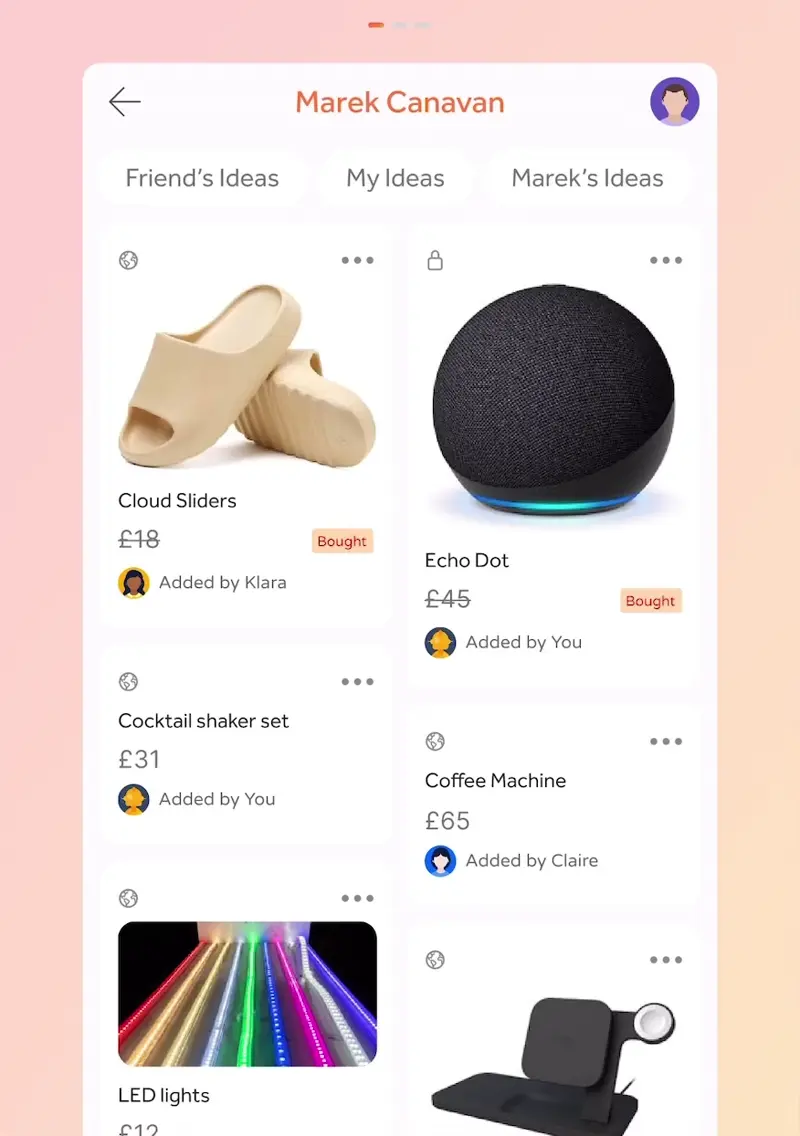 Marek Canavan
Friend’s Ideas
My Ideas
Marek’s Ideas
Cloud Sliders
£18
Bought
Added by Klara
Echo Dot
£45
Bought
Added by You
Cocktail shaker set
£31
Added by You
Coffee Machine
£65
Added by Claire
LED lights
£12